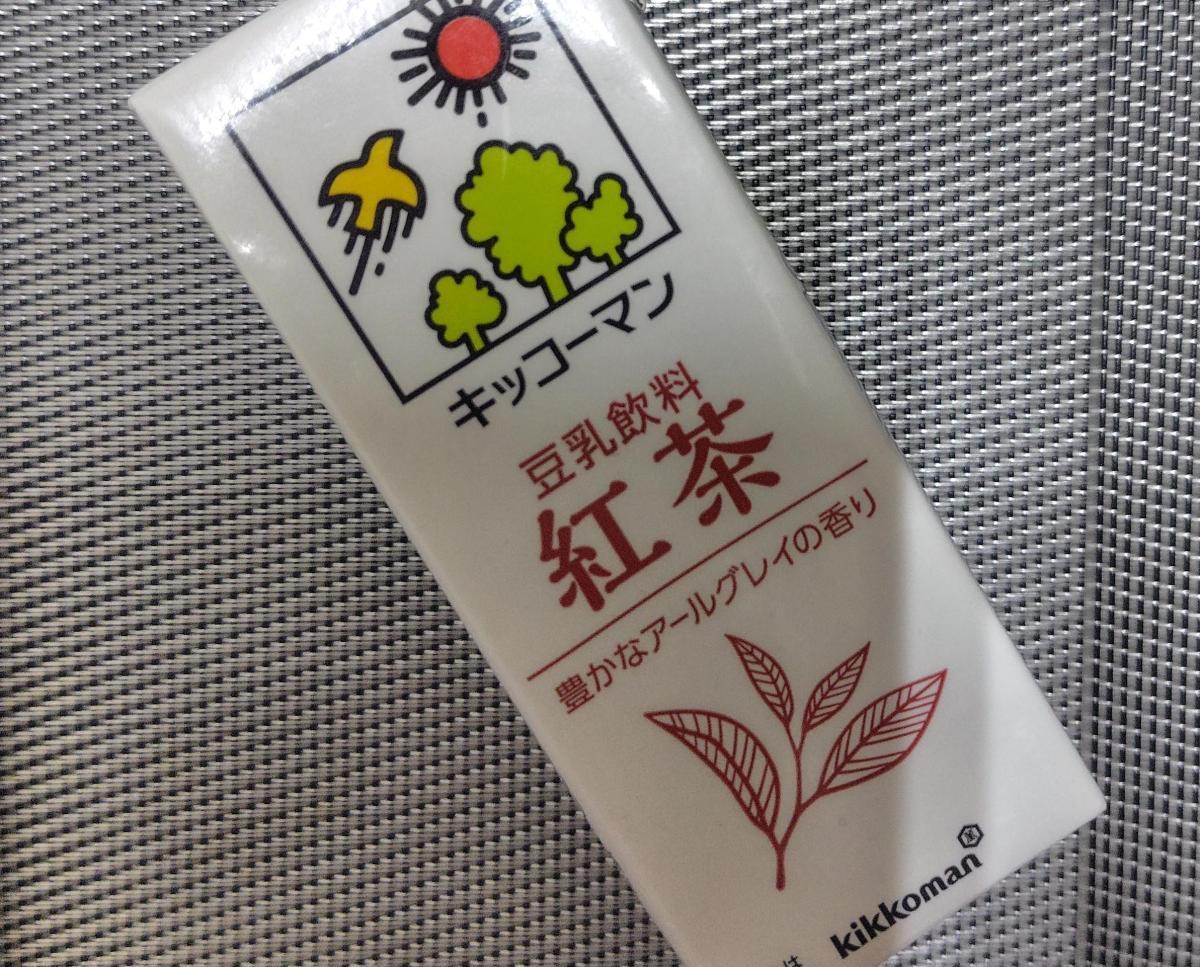 キッコーマン
豆乳飲料
紅茶
豊かなアールグレイの香り
kikkoman
は